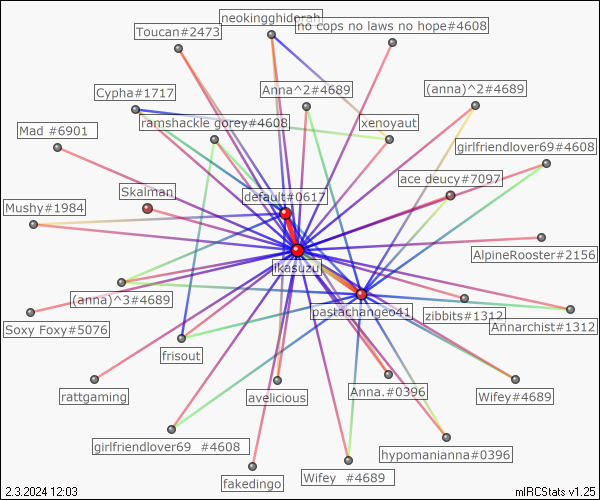 neokingghidorah
no cops no laws no hope#4608
Toucan#2473
Cypha#1717
Anna^2#4689
(anna)^2#4689
ramshackle gorey#4608
xenoyaut
Mad #6901
girlfriendlover69#4608
ace deucy#7097
Skalman
default#0617
Mushy#1984
AlpineRooster#2156
jikasuzu
(anna)^3#4689
pastachangeo41
zibbits#1312
Annarchist#1312
Soxy Foxy#5076
frisout
rattgaming
avelicious
Anna.#0396
Wifey#4689
girlfriendlover69 #4608
hypomanianna#0396
fakedingo
Wifey #4689
2.3.2024 12:03
mIRCStats v1.25